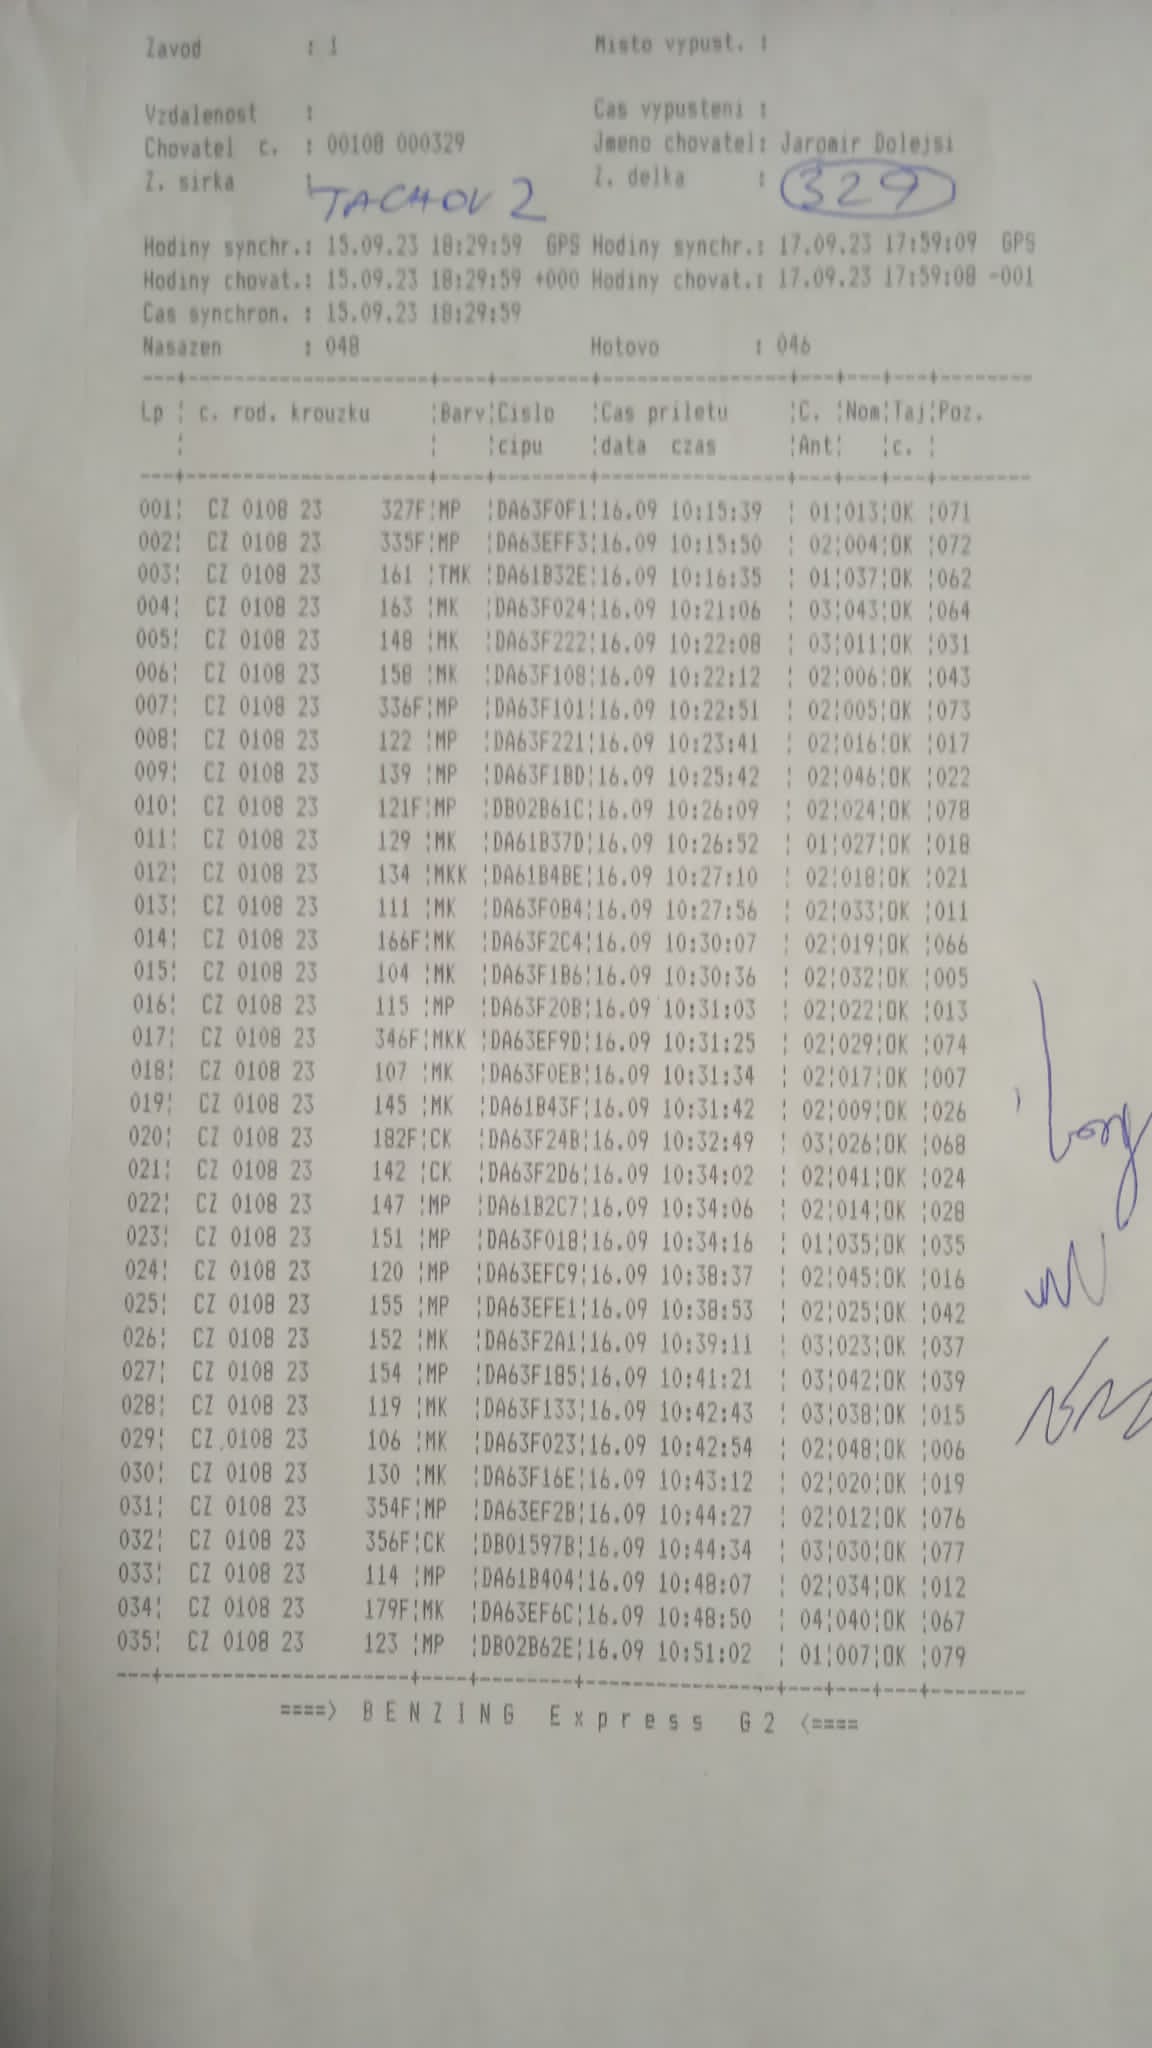 Zavod : 1 Misto vypust. :
Vzdalenost : Cas vypusteni :
Chovatel c. : 00108 000329 Jmeno chovatel: Jaromir Dolejsi
Z. sirka : TACHOV 2 Z. delka : 329
Hodiny synchr.: 15.09.23 18:29:59 GPS Hodiny synchr.: 17.09.23 17:59:09 GPS
Hodiny chovat.: 15.09.23 18:29:59 +000 Hodiny chovat.: 17.09.23 17:59:08 -001
Cas synchron. : 15.09.23 18:29:59
Nasazen : 048 Hotovo : 046
---+---------------------+----+--------+-----------------+---+---+---+--------
Lp ¦ c. rod. krouzku ¦Barv¦Cislo ¦Cas priletu ¦C. ¦Nom¦Taj¦Poz.
¦ ¦ ¦cipu ¦data czas ¦Ant¦ ¦c. ¦
---+---------------------+----+--------+-----------------+---+---+---+--------
001¦ CZ 0108 23 327F¦MP ¦DA63F0F1¦16.09 10:15:39 ¦ 01¦013¦OK ¦071
002¦ CZ 0108 23 335F¦MP ¦DA63EFF3¦16.09 10:15:50 ¦ 02¦004¦OK ¦072
003¦ CZ 0108 23 161 ¦TMK ¦DA61B32E¦16.09 10:16:35 ¦ 01¦037¦OK ¦062
004¦ CZ 0108 23 163 ¦MK ¦DA63F024¦16.09 10:21:06 ¦ 03¦043¦OK ¦064
005¦ CZ 0108 23 148 ¦MK ¦DA63F222¦16.09 10:22:08 ¦ 03¦011¦OK ¦031
006¦ CZ 0108 23 158 ¦MK ¦DA63F108¦16.09 10:22:12 ¦ 02¦006¦OK ¦043
007¦ CZ 0108 23 336F¦MP ¦DA63F101¦16.09 10:22:51 ¦ 02¦005¦OK ¦073
008¦ CZ 0108 23 122 ¦MP ¦DA63F221¦16.09 10:23:41 ¦ 02¦016¦OK ¦017
009¦ CZ 0108 23 139 ¦MP ¦DA63F1BD¦16.09 10:25:42 ¦ 02¦046¦OK ¦022
010¦ CZ 0108 23 121F¦MP ¦DB02B61C¦16.09 10:26:09 ¦ 02¦024¦OK ¦078
011¦ CZ 0108 23 129 ¦MK ¦DA61B37D¦16.09 10:26:52 ¦ 01¦027¦OK ¦018
012¦ CZ 0108 23 134 ¦MKK ¦DA61B4BE¦16.09 10:27:10 ¦ 02¦018¦OK ¦021
013¦ CZ 0108 23 111 ¦MK ¦DA63F0B4¦16.09 10:27:56 ¦ 02¦033¦OK ¦011
014¦ CZ 0108 23 166F¦MK ¦DA63F2C4¦16.09 10:30:07 ¦ 02¦019¦OK ¦066
015¦ CZ 0108 23 104 ¦MK ¦DA63F1B6¦16.09 10:30:36 ¦ 02¦032¦OK ¦005
016¦ CZ 0108 23 115 ¦MP ¦DA63F20B¦16.09 10:31:03 ¦ 02¦022¦OK ¦013
017¦ CZ 0108 23 346F¦MKK ¦DA63EF9D¦16.09 10:31:25 ¦ 02¦029¦OK ¦074
018¦ CZ 0108 23 107 ¦MK ¦DA63F0EB¦16.09 10:31:34 ¦ 02¦017¦OK ¦007
019¦ CZ 0108 23 145 ¦MK ¦DA61B43F¦16.09 10:31:42 ¦ 02¦009¦OK ¦026
020¦ CZ 0108 23 182F¦CK ¦DA63F24B¦16.09 10:32:49 ¦ 03¦026¦OK ¦068
021¦ CZ 0108 23 142 ¦CK ¦DA63F2D6¦16.09 10:34:02 ¦ 02¦041¦OK ¦024
022¦ CZ 0108 23 147 ¦MP ¦DA61B2C7¦16.09 10:34:06 ¦ 02¦014¦OK ¦028
023¦ CZ 0108 23 151 ¦MP ¦DA63F018¦16.09 10:34:16 ¦ 01¦035¦OK ¦035
024¦ CZ 0108 23 120 ¦MP ¦DA63EFC9¦16.09 10:38:37 ¦ 02¦045¦OK ¦016
025¦ CZ 0108 23 155 ¦MP ¦DA63EFE1¦16.09 10:38:53 ¦ 02¦025¦OK ¦042
026¦ CZ 0108 23 152 ¦MK ¦DA63F2A1¦16.09 10:39:11 ¦ 03¦023¦OK ¦037
027¦ CZ 0108 23 154 ¦MP ¦DA63F185¦16.09 10:41:21 ¦ 03¦042¦OK ¦039
028¦ CZ 0108 23 119 ¦MK ¦DA63F133¦16.09 10:42:43 ¦ 03¦038¦OK ¦015
029¦ CZ 0108 23 106 ¦MK ¦DA63F023¦16.09 10:42:54 ¦ 02¦048¦OK ¦006
030¦ CZ 0108 23 130 ¦MK ¦DA63F16E¦16.09 10:43:12 ¦ 02¦020¦OK ¦019
031¦ CZ 0108 23 354F¦MP ¦DA63EF2B¦16.09 10:44:27 ¦ 02¦012¦OK ¦076
032¦ CZ 0108 23 356F¦CK ¦DB01597B¦16.09 10:44:34 ¦ 03¦030¦OK ¦077
033¦ CZ 0108 23 114 ¦MP ¦DA61B404¦16.09 10:48:07 ¦ 02¦034¦OK ¦012
034¦ CZ 0108 23 179F¦MK ¦DA63EF6C¦16.09 10:48:50 ¦ 04¦040¦OK ¦067
035¦ CZ 0108 23 123 ¦MP ¦DB02B62E¦16.09 10:51:02 ¦ 01¦007¦OK ¦079
---+---------------------+----+--------+-----------------+---+---+---+--------
====> B E N Z I N G E x p r e s s G 2 <====